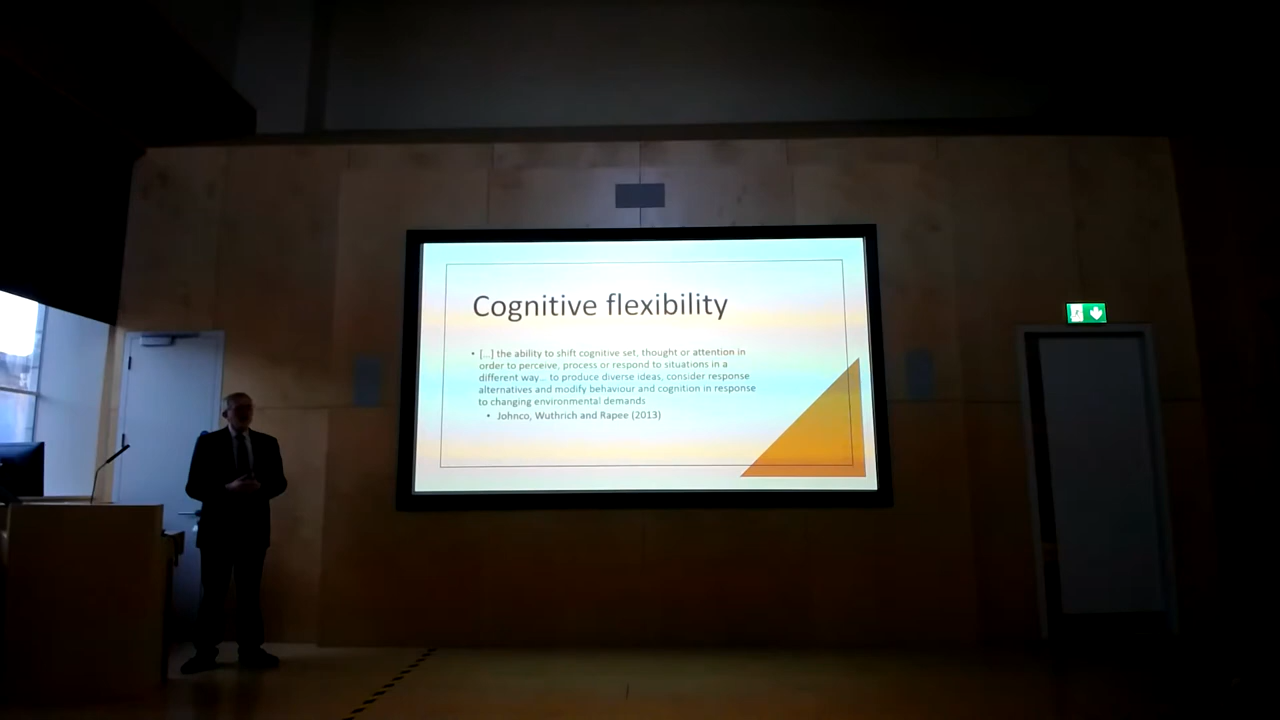 Cognitive flexibility
• [...] the ability to shift cognitive set, thought or attention in
order to perceive, process or respond to situations in a
different way... to produce diverse ideas, consider response
alternatives and modify behaviour and cognition in response
to changing environmental demands
• Johnco, Wuthrich and Rapee (2013)